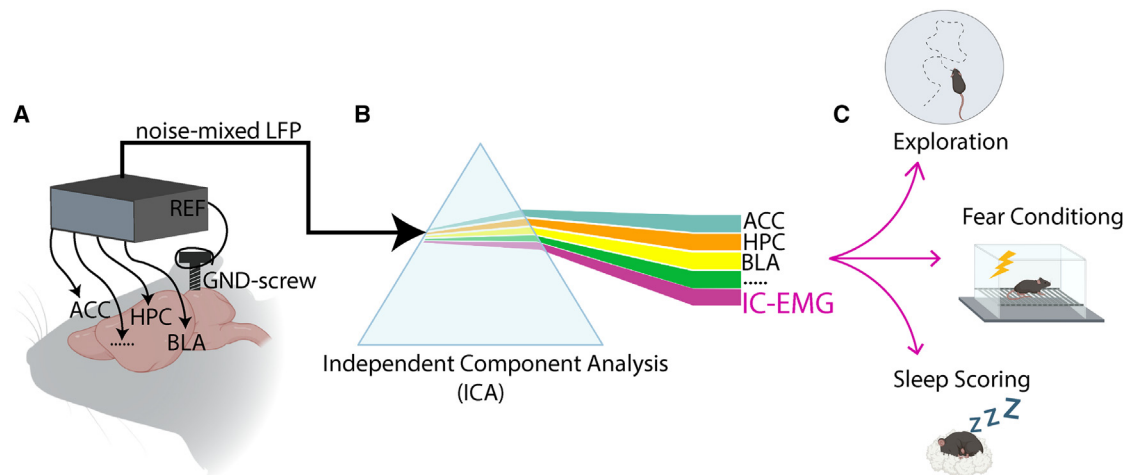 A
noise-mixed LFP
REF
GND-screw
ACC
HPC
......
BLA
B
ACC
HPC
BLA
.....
IC-EMG
Independent Component Analysis
(ICA)
C
Exploration
Fear Conditiong
Sleep Scoring
z z z